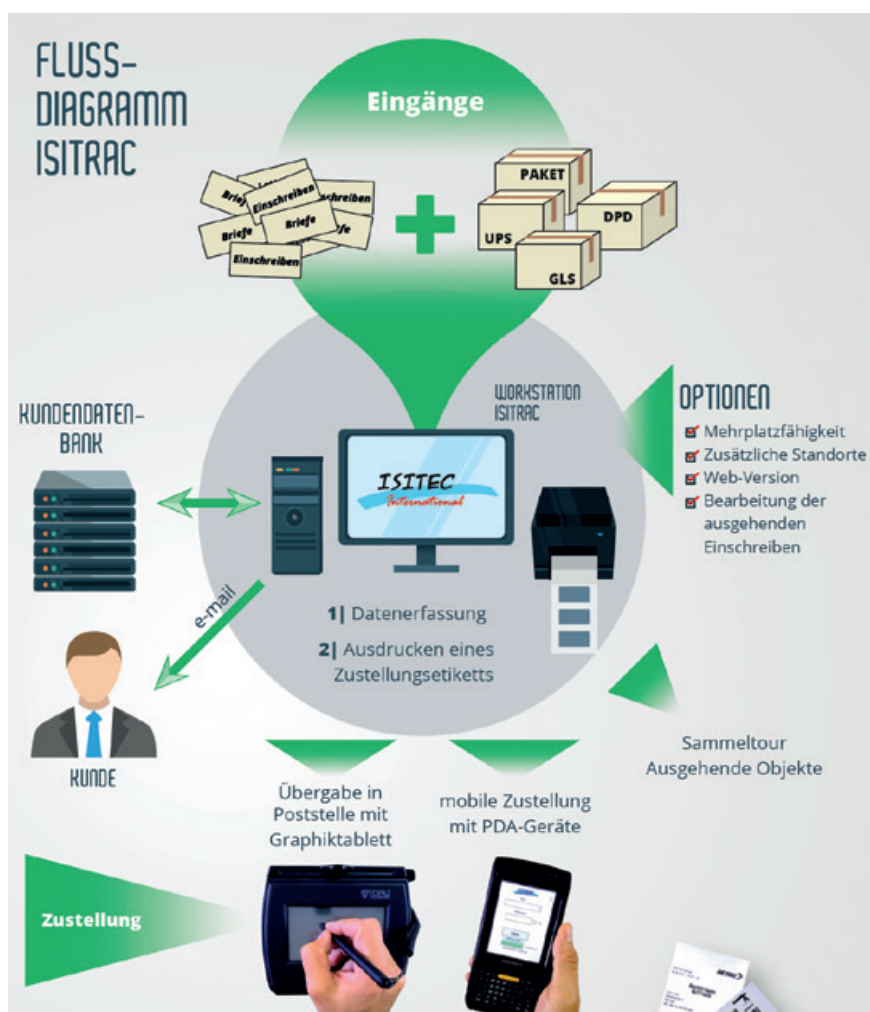 FLUSS-
DIAGRAMM
ISITRAC
Eingänge
Briefe
Einschreiben
schreiben
Briefe
Briefe
Einschreiben
PAKET
DPD
UPS
GLS
WORKSTATION
ISITRAC
OPTIONEN
Mehrplatzfähigkeit
Zusätzliche Standorte
Web-Version
Bearbeitung der
ausgehenden
Einschreiben
KUNDENDATEN-
BANK
ISITEC
International
e-mail
1| Datenerfassung
2| Ausdrucken eines
Zustellungsetiketts
KUNDE
Sammeltour
Ausgehende Objekte
Übergabe in
Poststelle mit
Graphiktablett
mobile Zustellung
mit PDA-Geräte
Zustellung